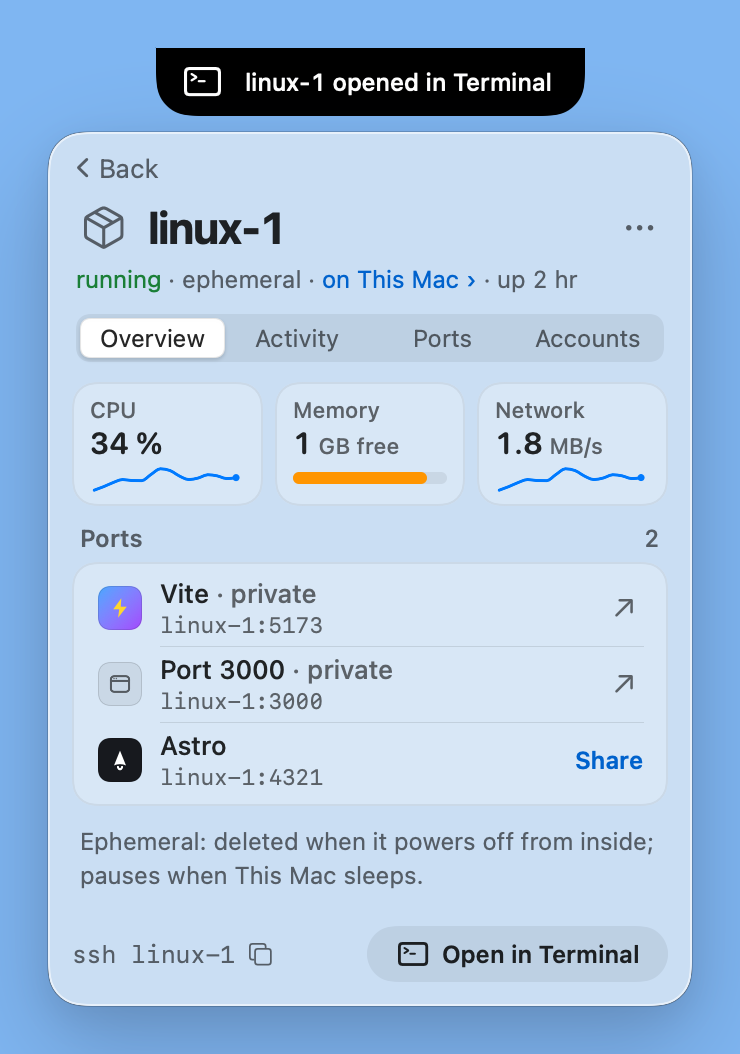 linux-1 opened in Terminal
Back
linux-1
running · ephemeral · on This Mac › · up 2 hr
Overview Activity Ports Accounts
CPU Memory Network
34 % 1 GB free 1.8 MB/s
Ports 2
Vite · private
linux-1:5173
Port 3000 · private
linux-1:3000
Astro
linux-1:4321
Share
Ephemeral: deleted when it powers off from inside;
pauses when This Mac sleeps.
ssh linux-1 Open in Terminal